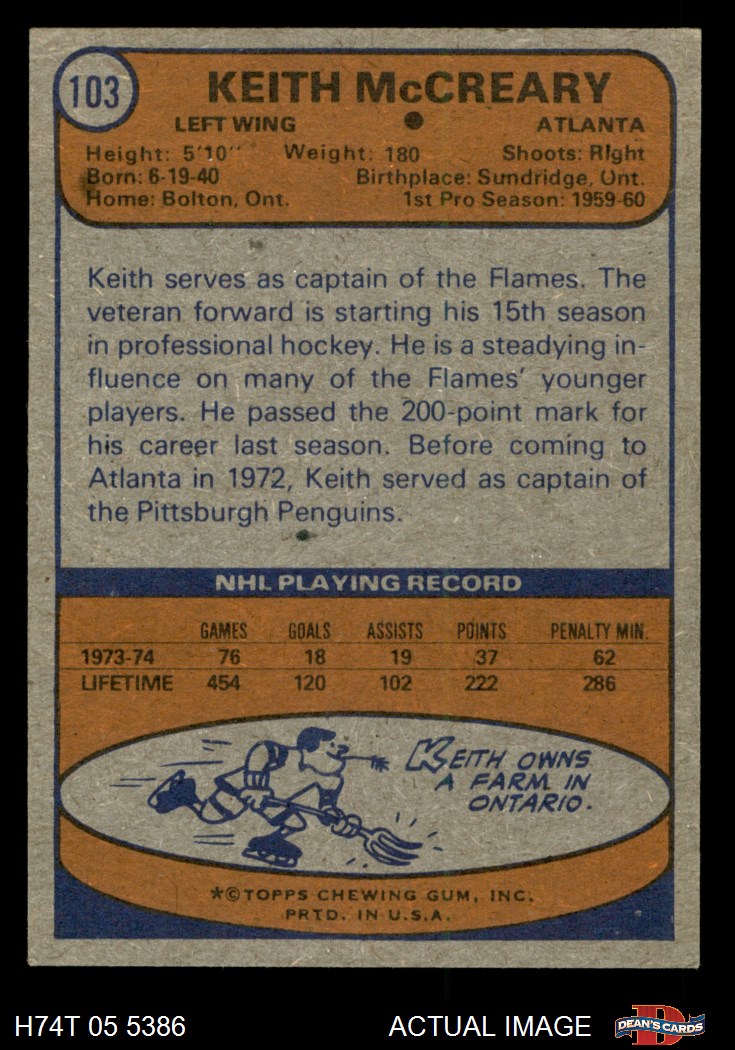 103
KEITH McCREARY
LEFT WING ATLANTA
Height: 5'10" Weight: 180 Shoots: Right
Born: 6-19-40 Birthplace: Sundridge, Ont.
Home: Bolton, Ont. 1st Pro Season: 1959-60
Keith serves as captain of the Flames. The
veteran forward is starting his 15th season
in professional hockey. He is a steadying in-
fluence on many of the Flames' younger
players. He passed the 200-point mark for
his career last season. Before coming to
Atlanta in 1972, Keith served as captain of
the Pittsburgh Penguins.
NHL PLAYING RECORD
GAMES GOALS ASSISTS POINTS PENALTY MIN.
1973-74 76 18 19 37 62
LIFETIME 454 120 102 222 286
KEITH OWNS
A FARM IN
ONTARIO.
*©TOPPS CHEWING GUM, INC.
PRTD. IN U.S.A.
H74T 05 5386 ACTUAL IMAGE D DEAN'S CARDS